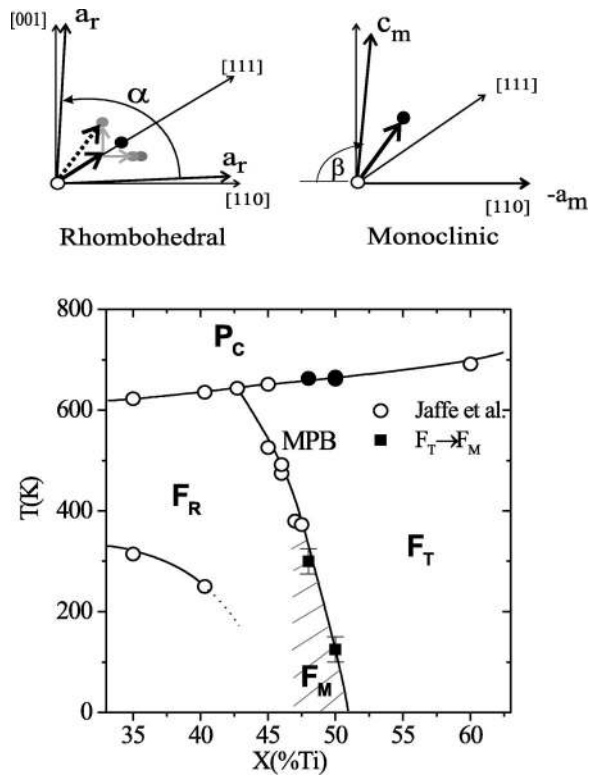 [001] a_r
[111]
α
a_r
[110]
Rhombohedral
c_m
[111]
β
[110] -a_m
Monoclinic
800
600
400
200
0
T(K)
P_C
Jaffe et al.
F_T→F_M
MPB
F_R
F_T
F_M
35 40 45 50 55 60
X(%Ti)